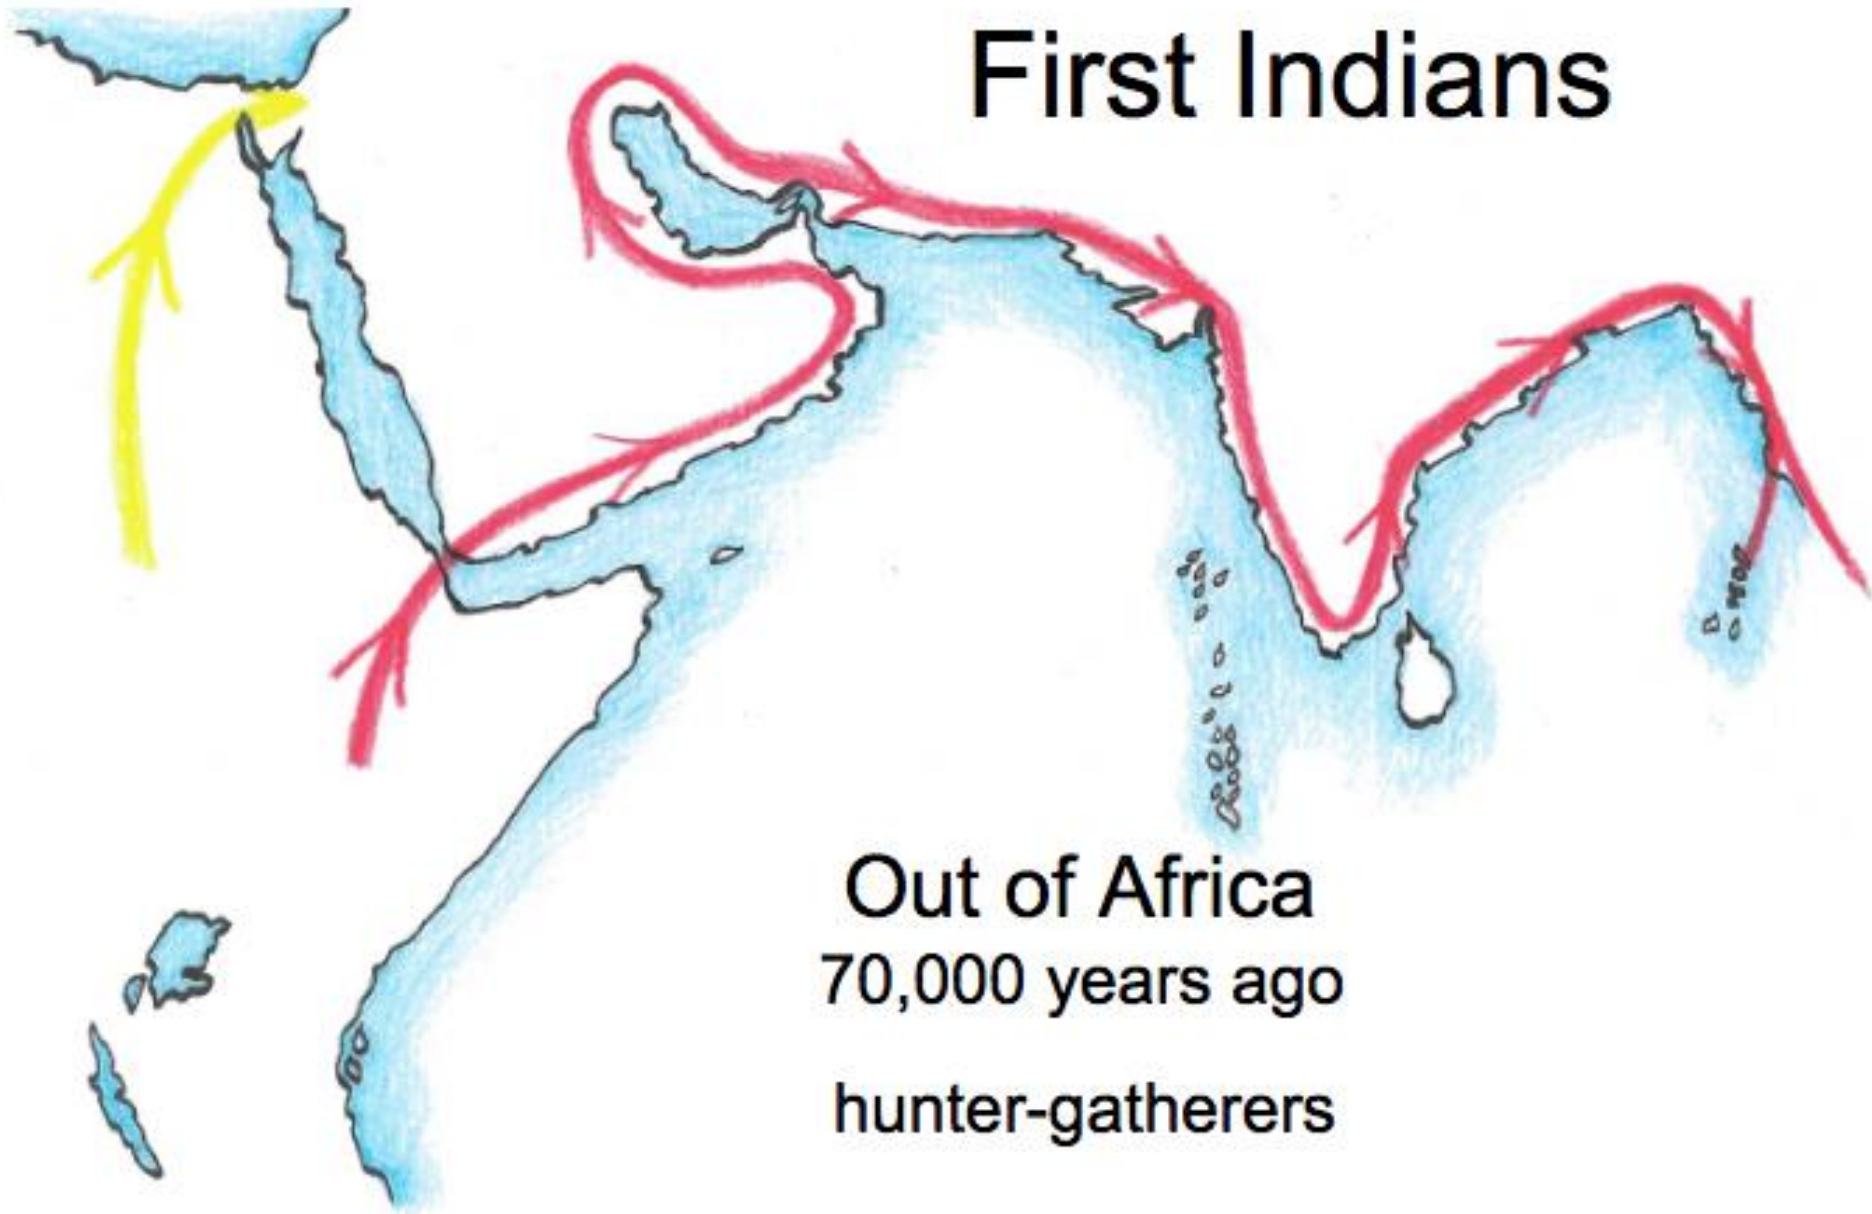 First Indians
Out of Africa
70,000 years ago
hunter-gatherers